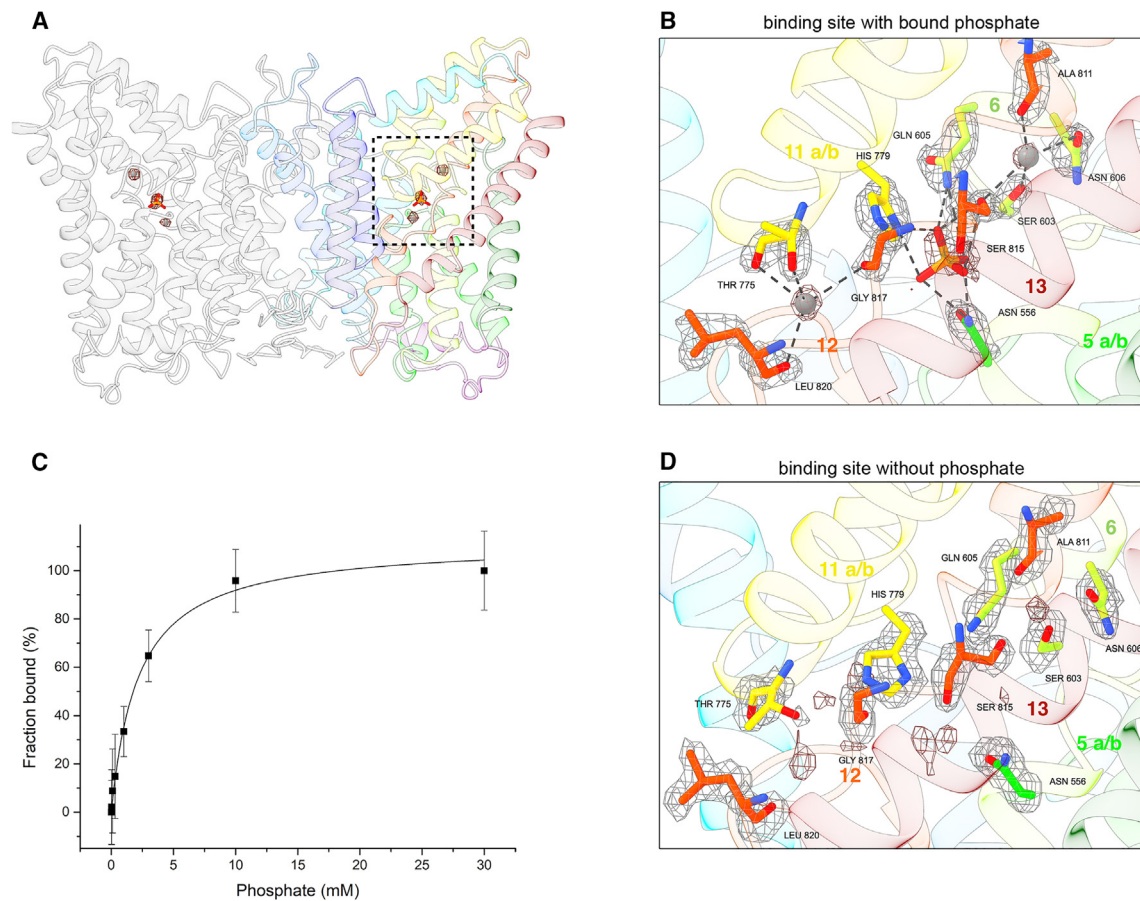 A
B
binding site with bound phosphate
ALA 811
6
GLN 605
11 a/b
HIS 779
ASN 606
SER 603
SER 815
THR 775
GLY 817
13
ASN 556
12
5 a/b
LEU 820
C
Fraction bound (%)
100
80
60
40
20
0
0
5
10
15
20
25
30
Phosphate (mM)
D
binding site without phosphate
6
ALA 811
GLN 605
11 a/b
HIS 779
ASN 606
SER 603
THR 775
SER 815
13
5 a/b
GLY 817
12
ASN 556
LEU 820